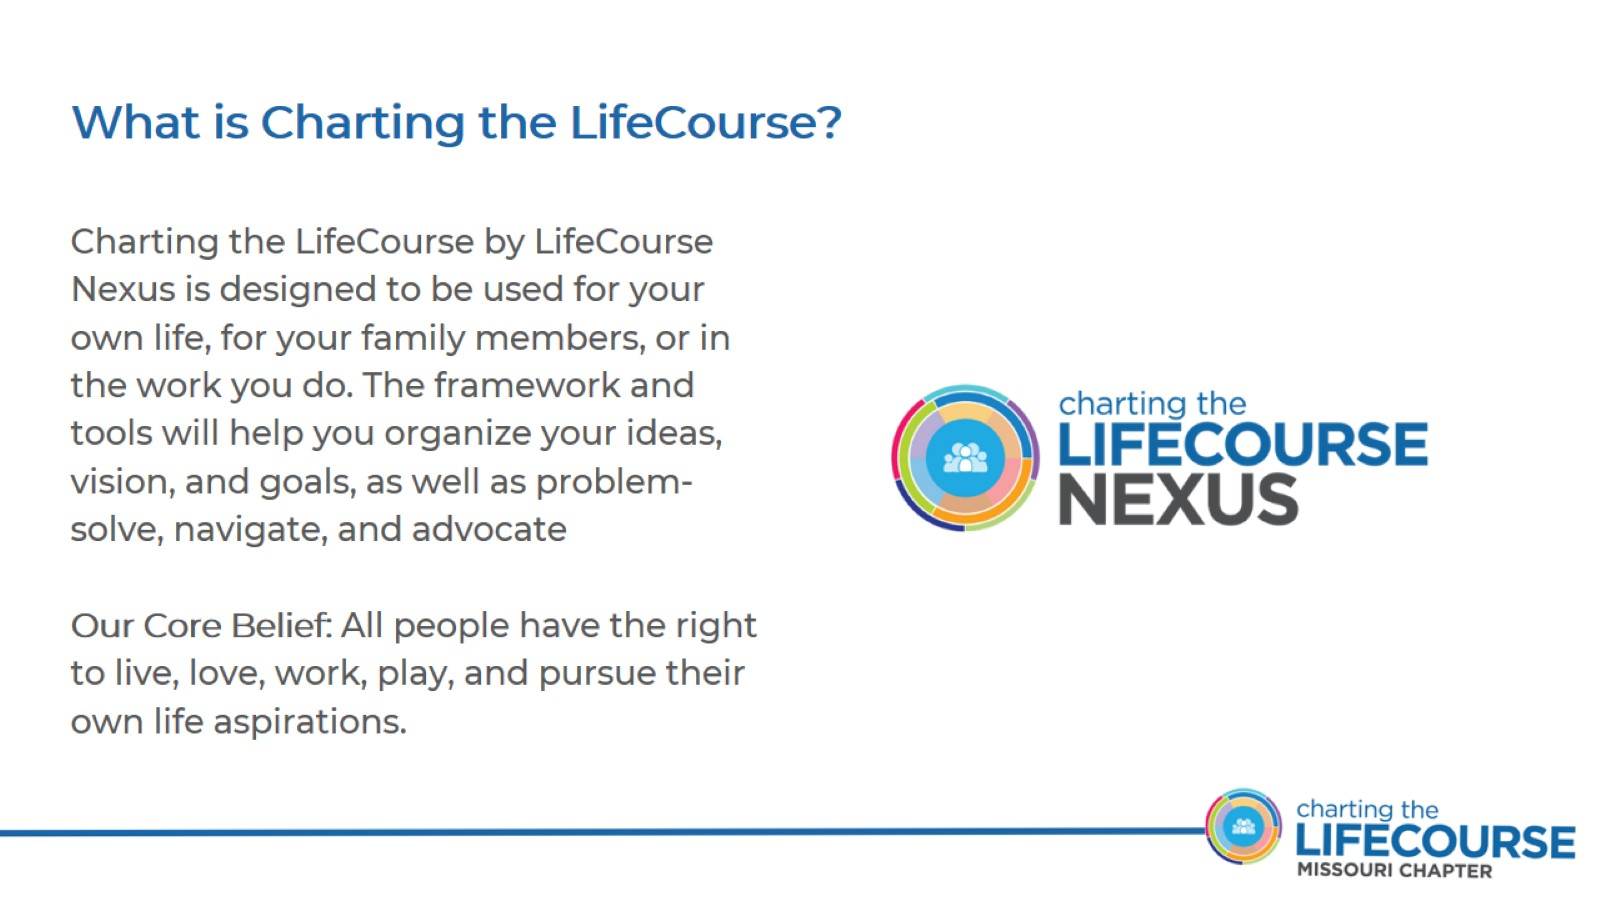 What is Charting the LifeCourse?
Charting the LifeCourse by LifeCourse
Nexus is designed to be used for your
own life, for your family members, or in
the work you do. The framework and
tools will help you organize your ideas,
vision, and goals, as well as problem-
solve, navigate, and advocate
Our Core Belief: All people have the right
to live, love, work, play, and pursue their
own life aspirations.
charting the
LIFECOURSE
NEXUS
charting the
LIFECOURSE
MISSOURI CHAPTER